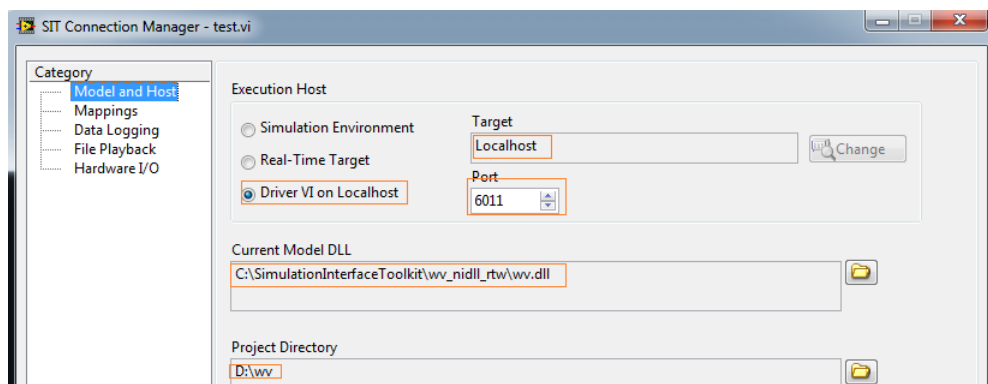 SIT Connection Manager - test.vi
Category
Model and Host
Mappings
Data Logging
File Playback
Hardware I/O
Execution Host
Simulation Environment
Real-Time Target
Driver VI on Localhost
Target
Localhost
Change
Port
6011
Current Model DLL
C:\SimulationInterfaceToolkit\wv_nidll_rtw\wv.dll
Project Directory
D:\wv